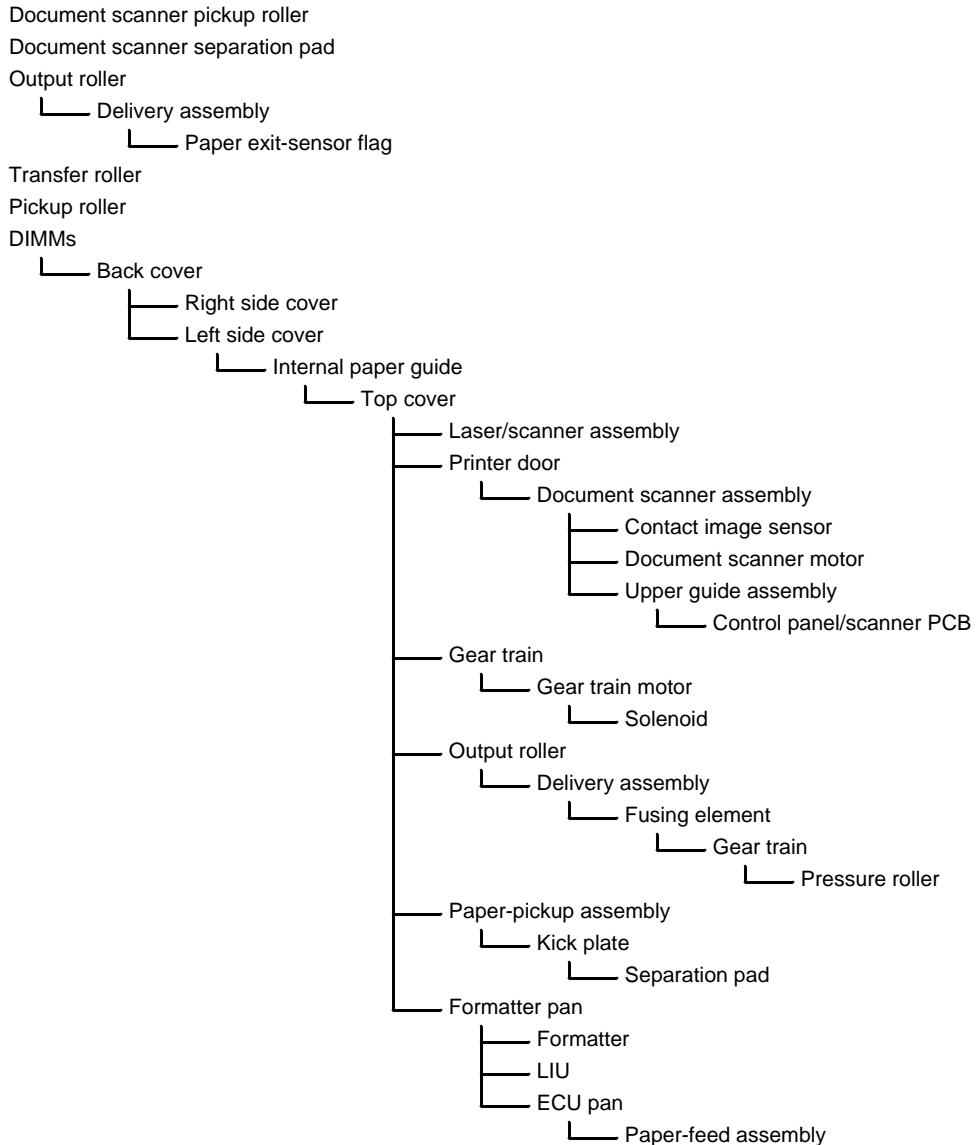 Document scanner pickup roller
Document scanner separation pad
Output roller
Delivery assembly
Paper exit-sensor flag
Transfer roller
Pickup roller
DIMMs
Back cover
Right side cover
Left side cover
Internal paper guide
Top cover
Laser/scanner assembly
Printer door
Document scanner assembly
Contact image sensor
Document scanner motor
Upper guide assembly
Control panel/scanner PCB
Gear train
Gear train motor
Solenoid
Output roller
Delivery assembly
Fusing element
Gear train
Pressure roller
Paper-pickup assembly
Kick plate
Separation pad
Formatter pan
Formatter
LIU
ECU pan
Paper-feed assembly